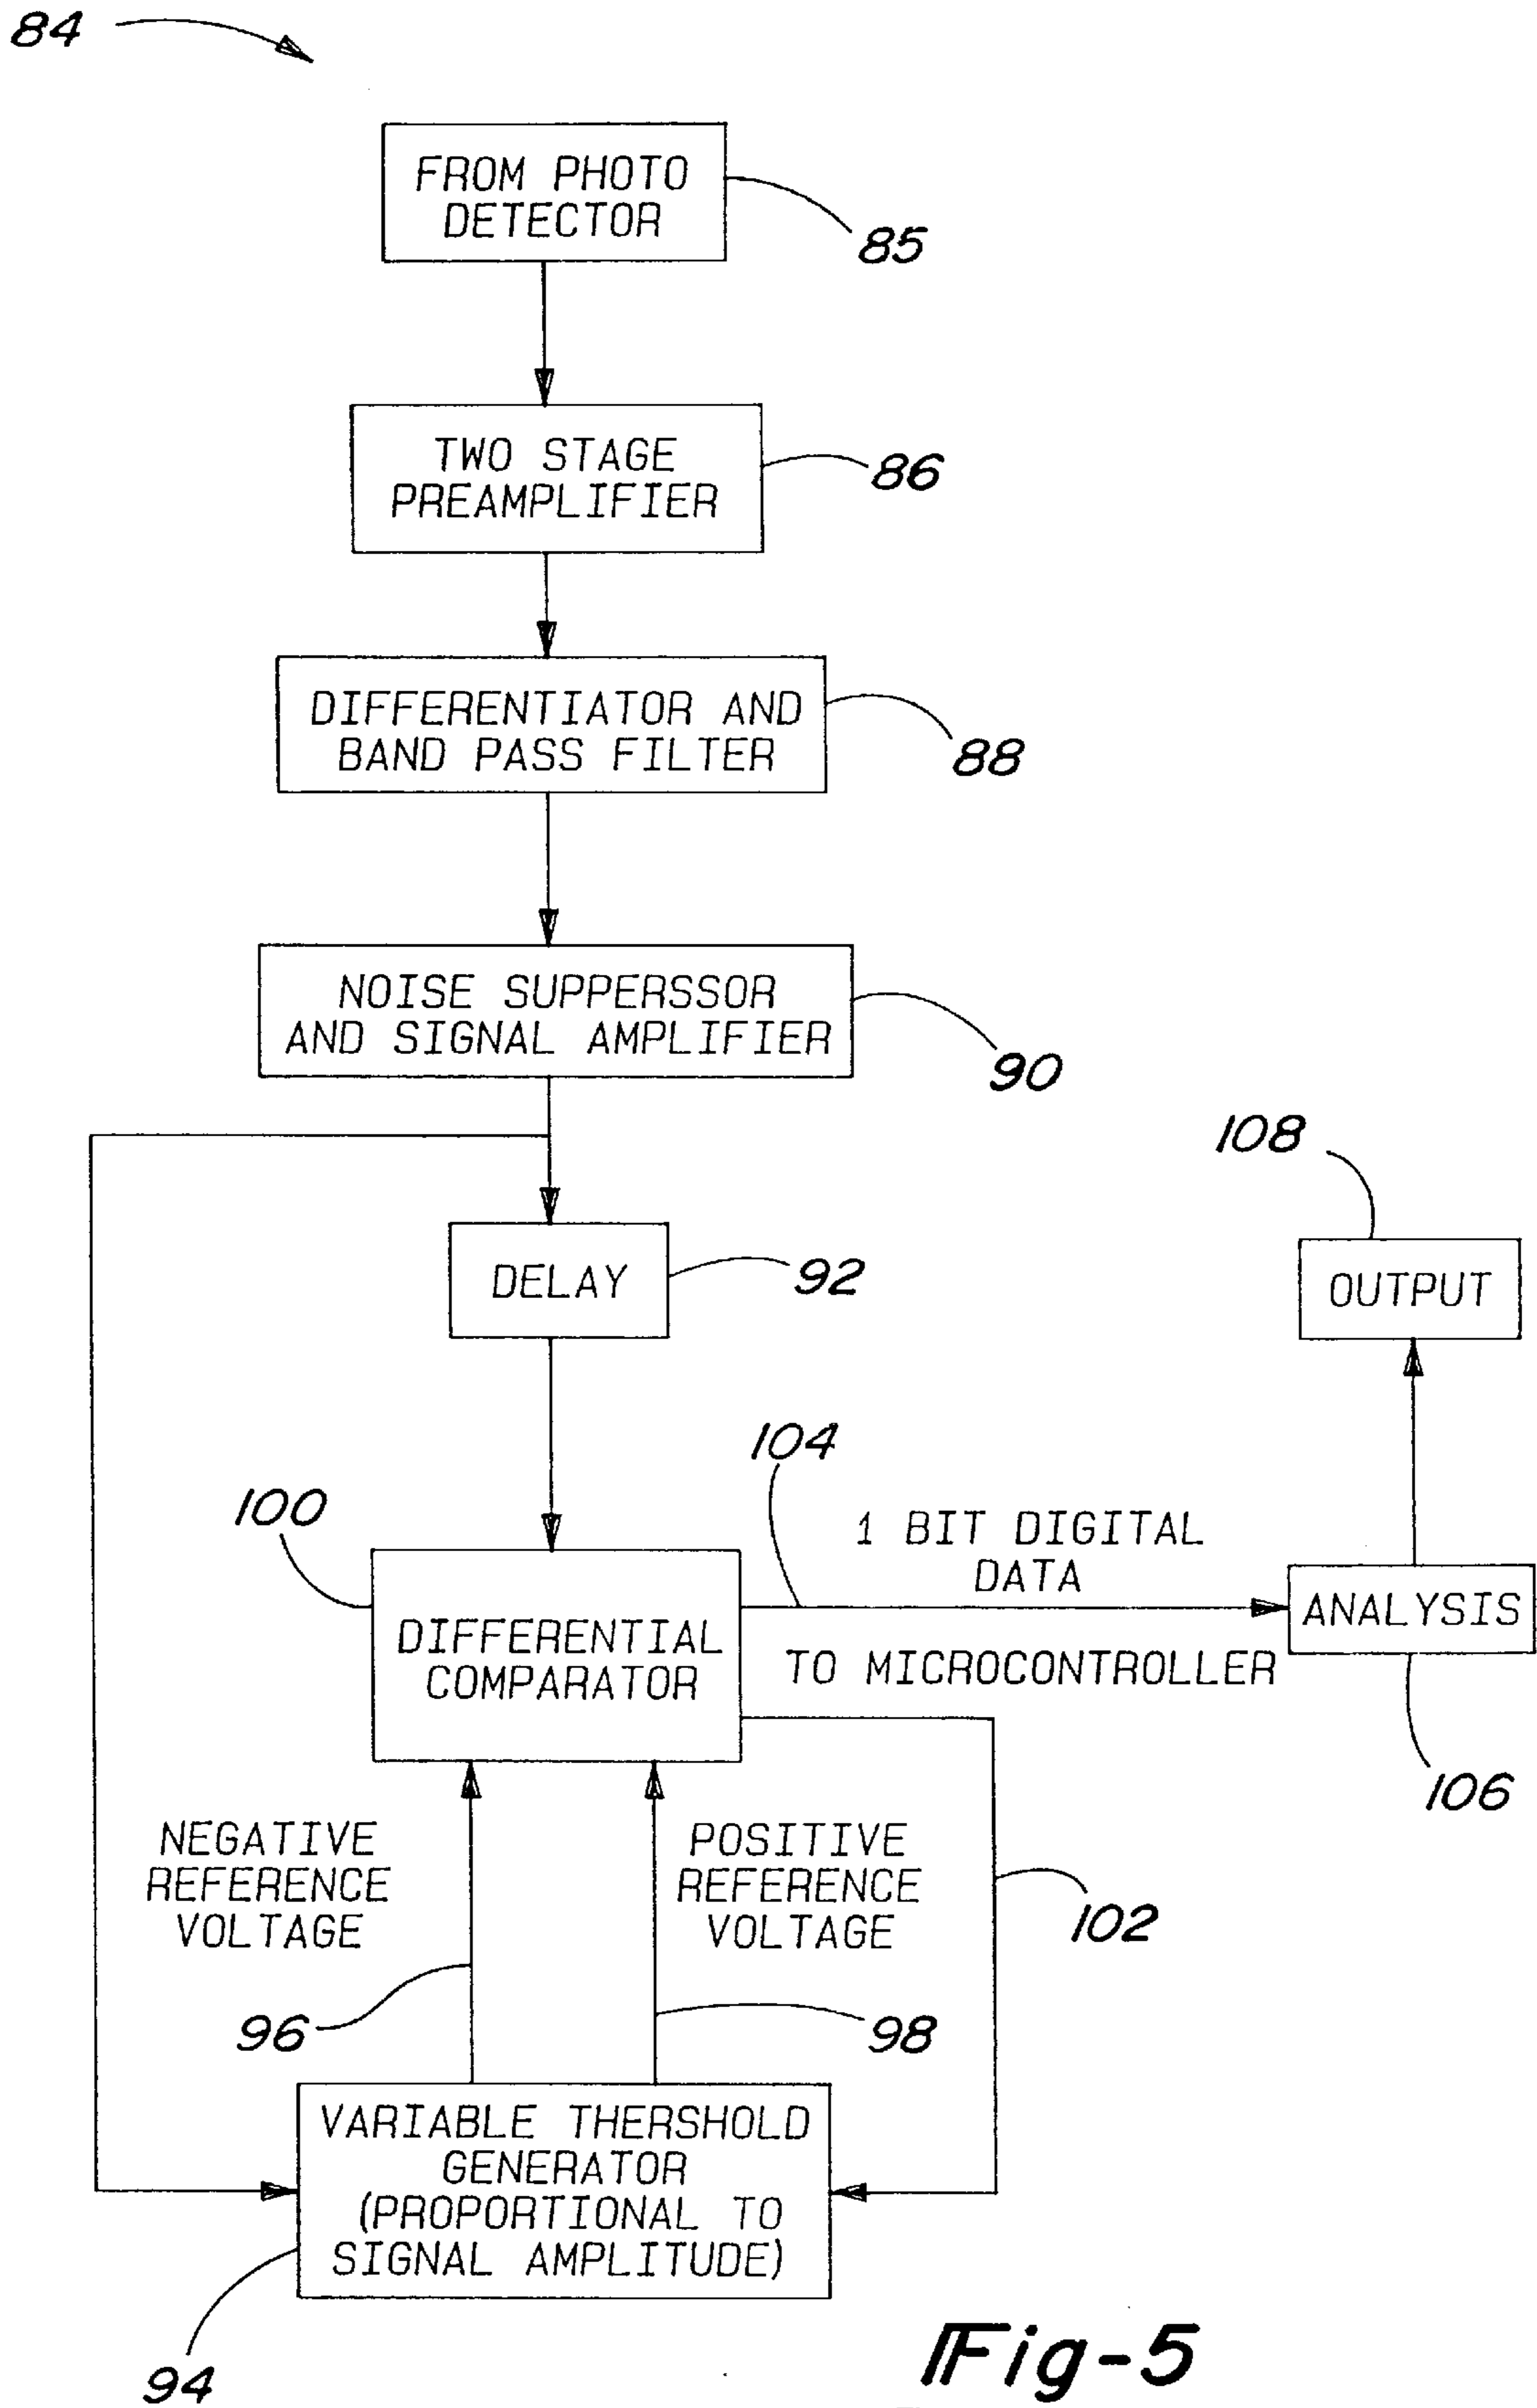 84
FROM PHOTO
DETECTOR
85
TWO STAGE
PREAMPLIFIER
86
DIFFERENTIATOR AND
BAND PASS FILTER
88
NOISE SUPPERSSOR
AND SIGNAL AMPLIFIER
90
108
DELAY
92
OUTPUT
104
100
1 BIT DIGITAL
DATA
DIFFERENTIAL
COMPARATOR
TO MICROCONTROLLER
ANALYSIS
106
NEGATIVE
REFERENCE
VOLTAGE
POSITIVE
REFERENCE
VOLTAGE
102
96
98
VARIABLE THERSHOLD
GENERATOR
(PROPORTIONAL TO
SIGNAL AMPLITUDE)
94
Fig-5